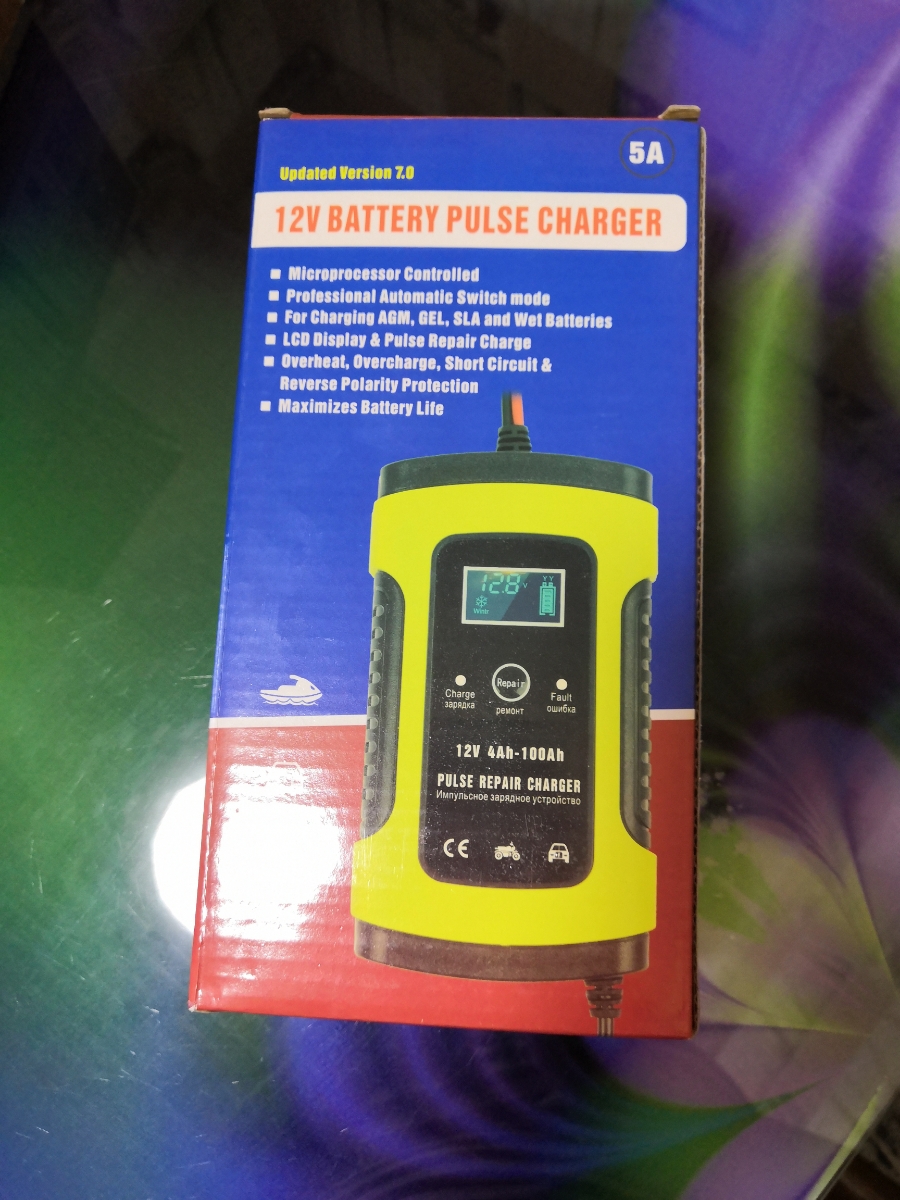 5A
Updated Version 7.0
12V BATTERY PULSE CHARGER
■ Microprocessor Controlled
■ Professional Automatic Switch mode
■ For Charging AGM, GEL, SLA and Wet Batteries
■ LCD Display & Pulse Repair Charge
■ Overheat, Overcharge, Short Circuit &
Reverse Polarity Protection
■ Maximizes Battery Life
12.8 V
Wintr
Charge
зарядка
Repair
ремонт
Fault
ошибка
12V 4Ah-100Ah
PULSE REPAIR CHARGER
Импульсное зарядное устройство
CE